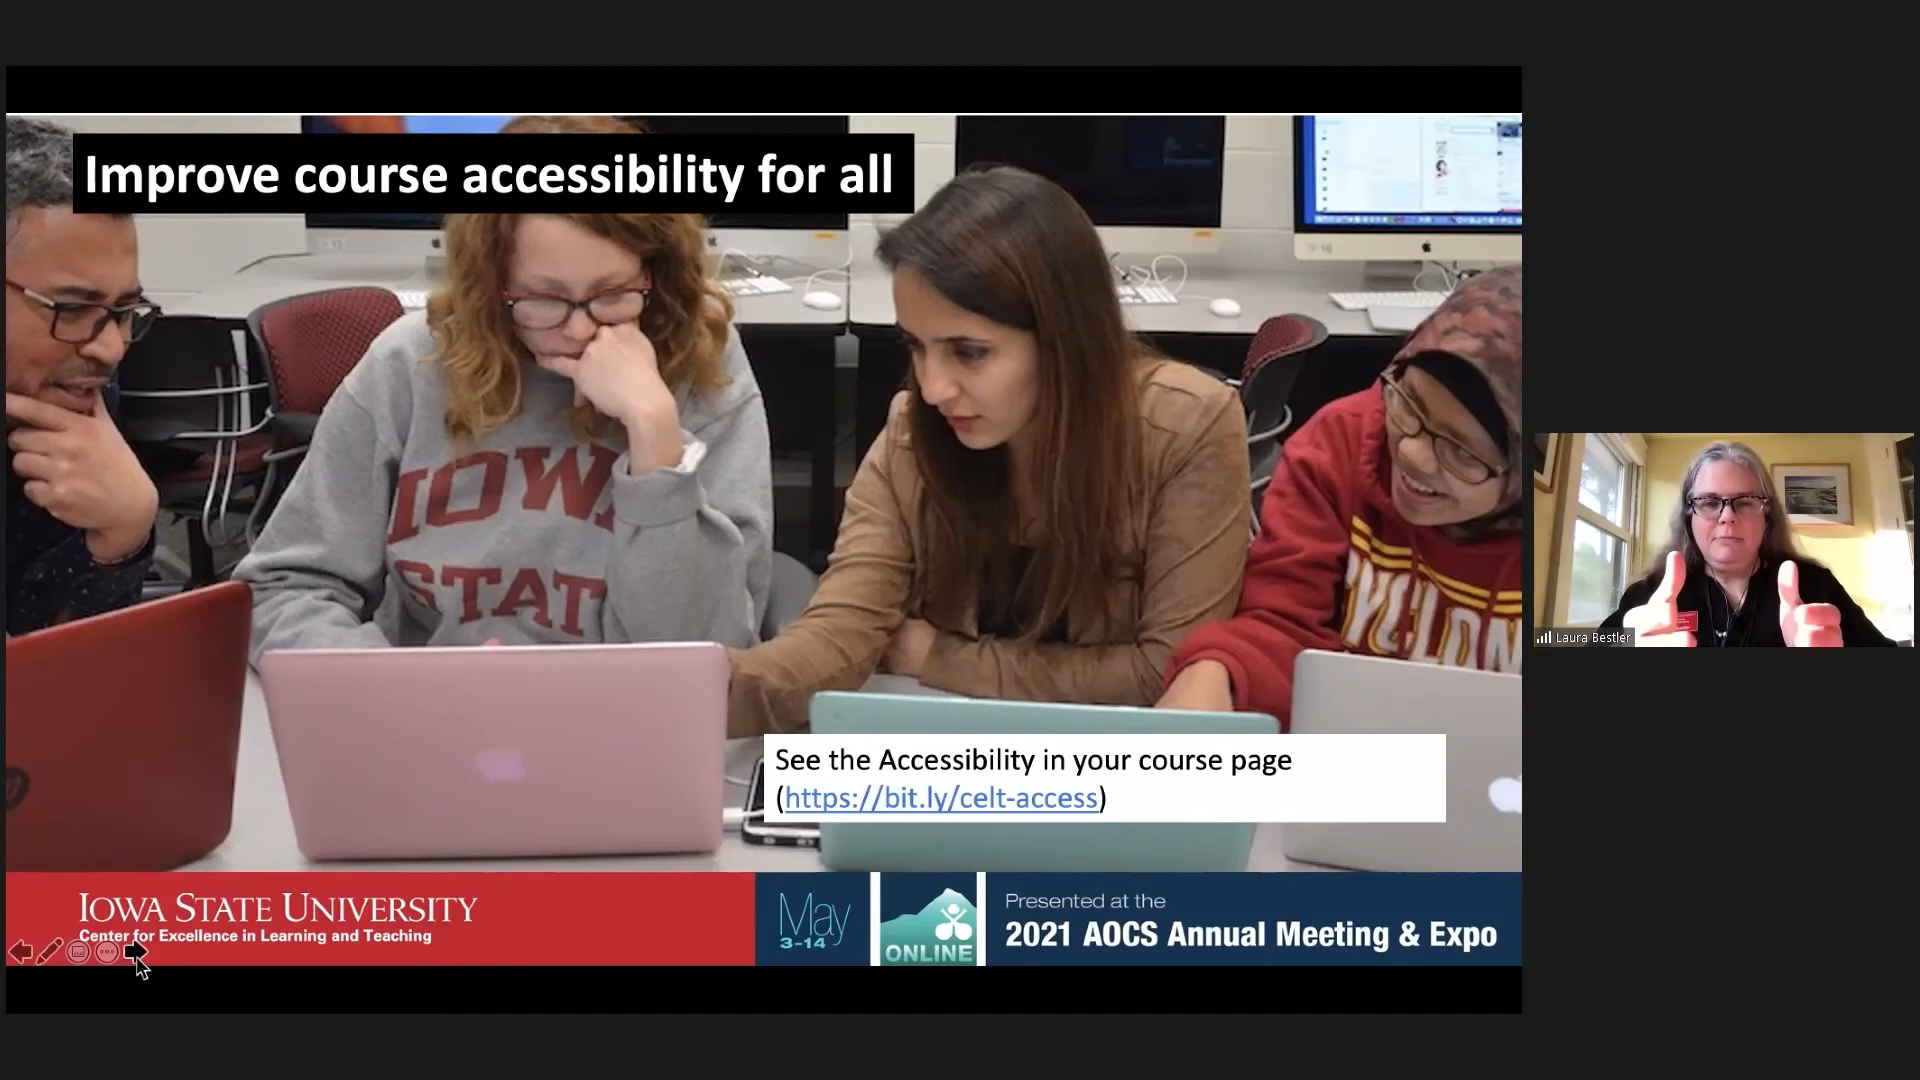 Improve course accessibility for all
IOWA
STAT
CYCLON
See the Accessibility in your course page
(https://bit.ly/celt-access)
IOWA STATE UNIVERSITY
Center for Excellence in Learning and Teaching
May
3-14
ONLINE
Presented at the
2021 AOCS Annual Meeting & Expo
Laura Bestler